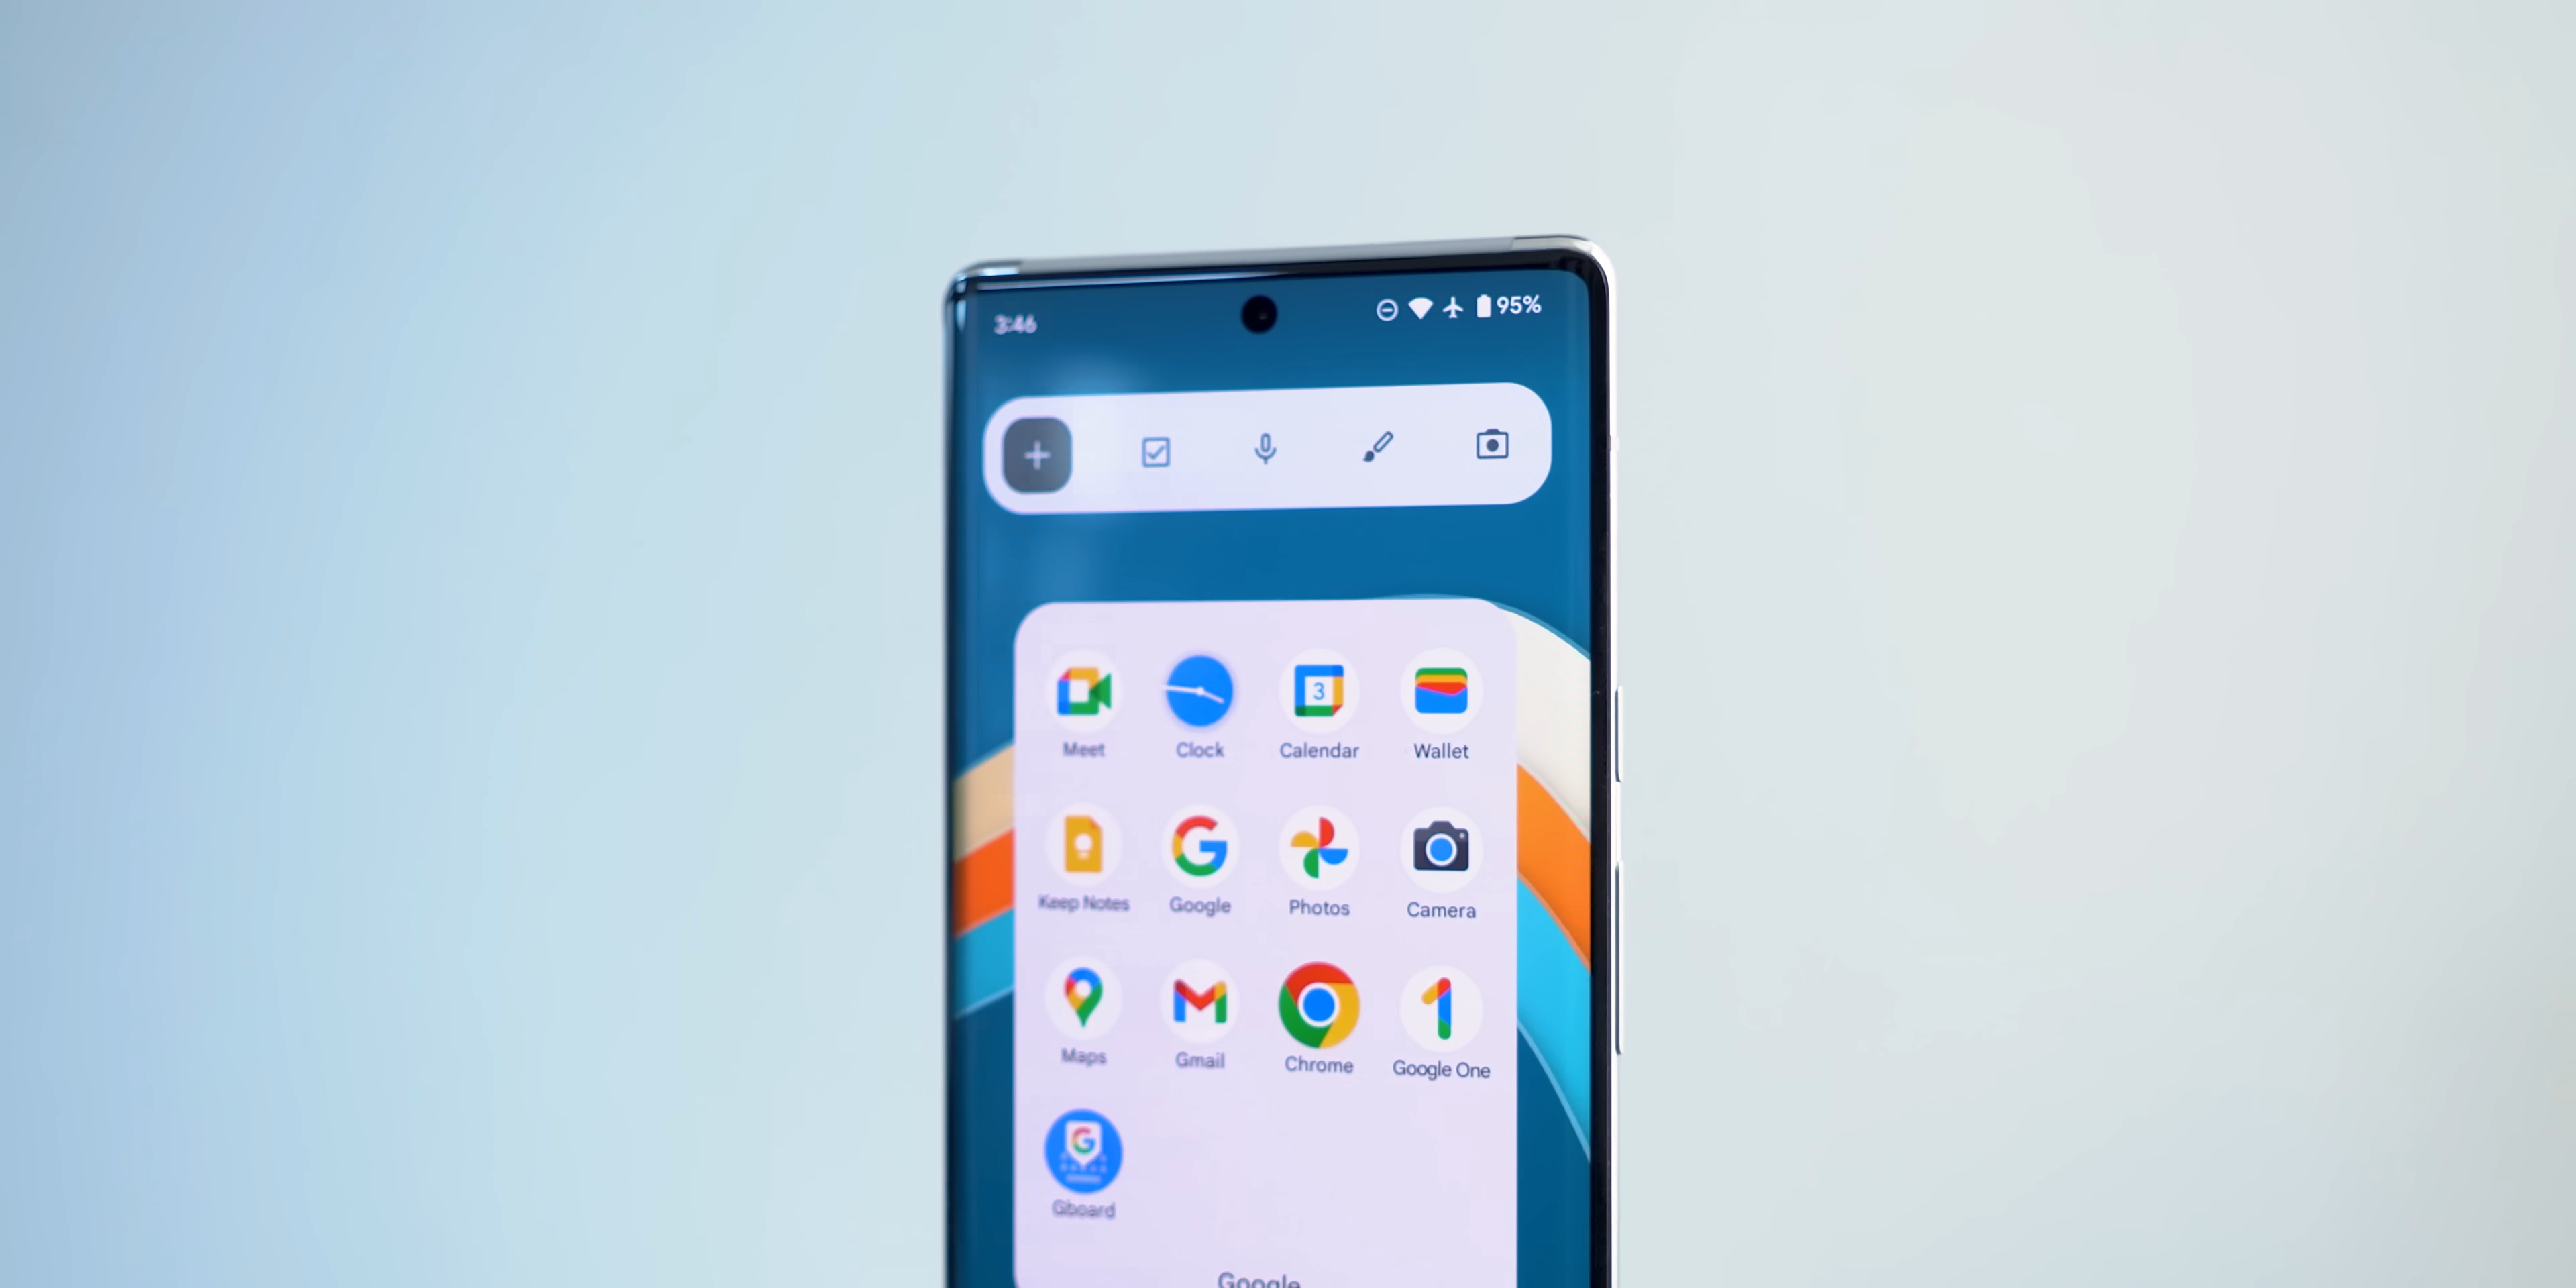 3:46 95%
Meet Clock Calendar Wallet
3
Keep Notes Google Photos Camera
Maps Gmail Chrome Google One
Gboard
Google